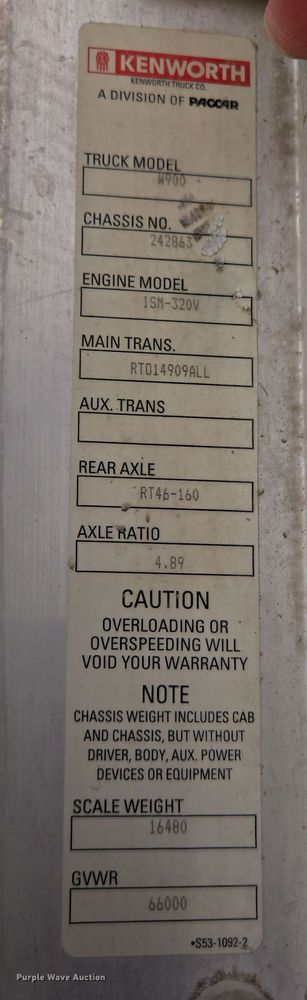 KENWORTH
KENWORTH TRUCK CO.
A DIVISION OF PACCAR
TRUCK MODEL
W900
CHASSIS NO.
242863
ENGINE MODEL
ISM-320V
MAIN TRANS.
RTO14909ALL
AUX. TRANS
REAR AXLE
RT46-160
AXLE RATIO
4.89
CAUTION
OVERLOADING OR
OVERSPEEDING WILL
VOID YOUR WARRANTY
NOTE
CHASSIS WEIGHT INCLUDES CAB
AND CHASSIS, BUT WITHOUT
DRIVER, BODY, AUX. POWER
DEVICES OR EQUIPMENT
SCALE WEIGHT
16480
GVWR
66000
•S53-1092-2
Purple Wave Auction